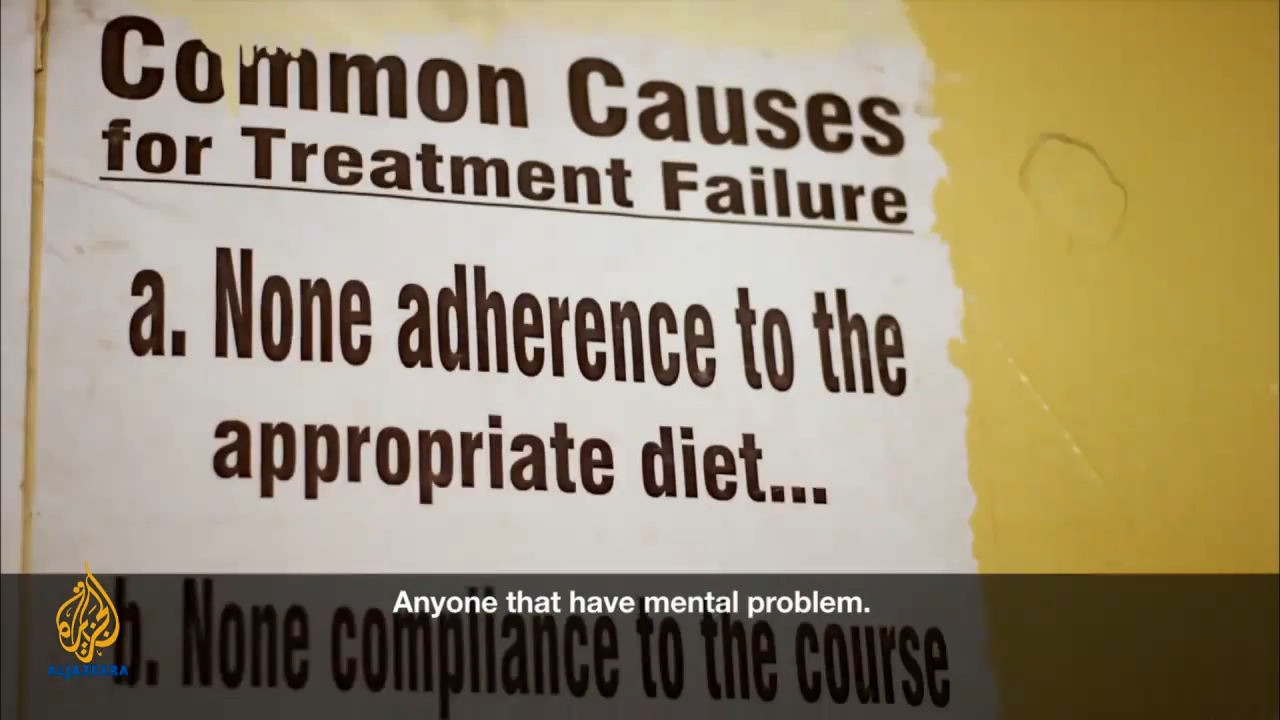 Common Causes
for Treatment Failure
a. None adherence to the
appropriate diet...
Anyone that have mental problem.
b. None compliance to the course
الجزيرة
ALJAZEERA